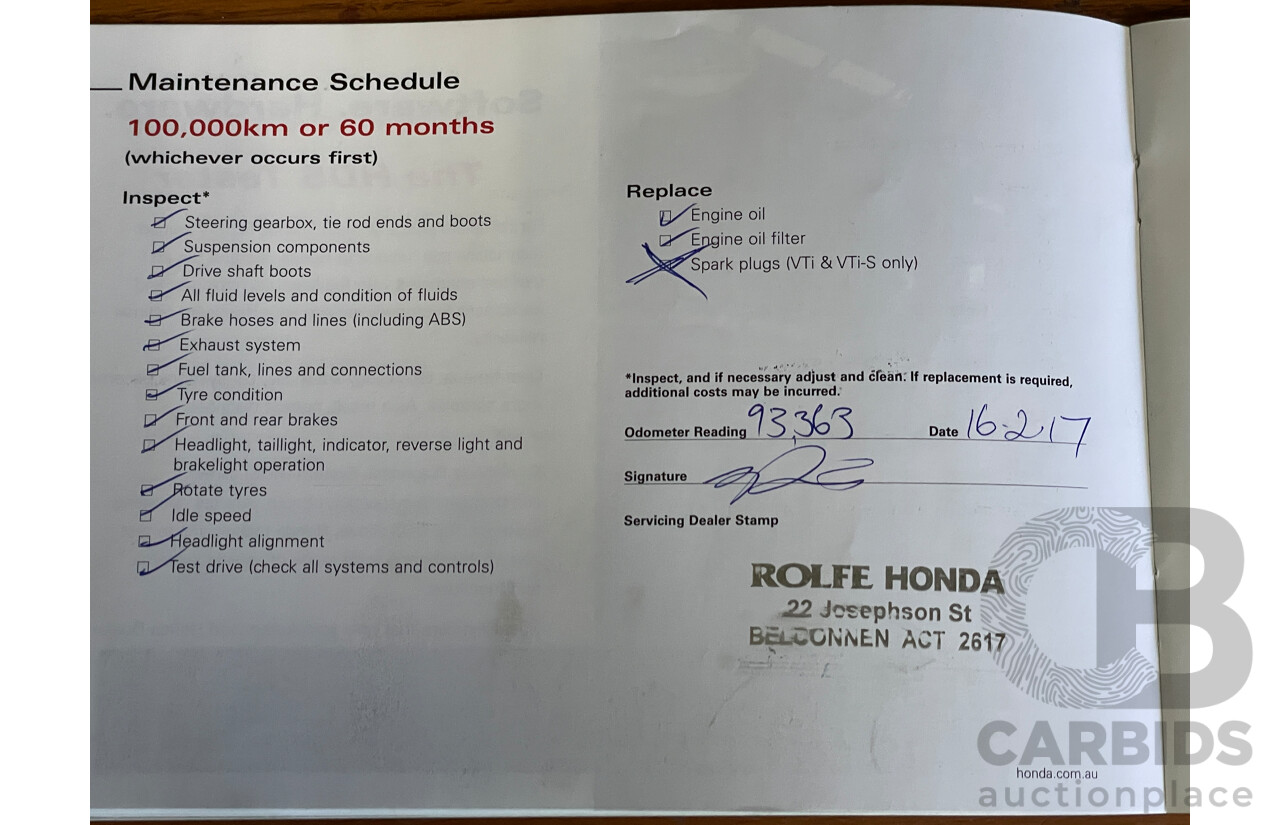 Maintenance Schedule
100,000km or 60 months
(whichever occurs first)
Inspect*
Steering gearbox, tie rod ends and boots
Suspension components
Drive shaft boots
All fluid levels and condition of fluids
Brake hoses and lines (including ABS)
Exhaust system
Fuel tank, lines and connections
Tyre condition
Front and rear brakes
Headlight, taillight, indicator, reverse light and
brakelight operation
Rotate tyres
Idle speed
Headlight alignment
Test drive (check all systems and controls)
Replace
Engine oil
Engine oil filter
Spark plugs (VTi & VTi-S only)
*Inspect, and if necessary adjust and clean. If replacement is required,
additional costs may be incurred.
Odometer Reading 93,363 Date 16-2-17
Signature
Servicing Dealer Stamp
ROLFE HONDA
22 Josephson St
BELCONNEN ACT 2617
honda.com.au
CB
CARBIDS
auctionplace